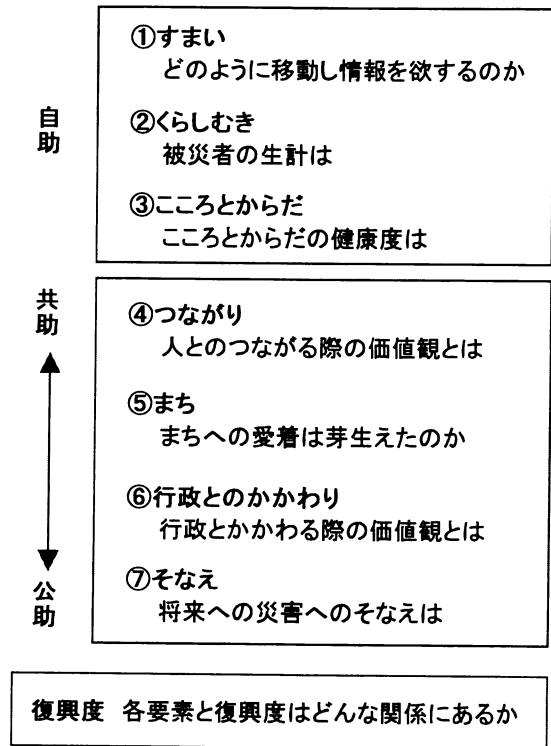 自助
①すまい
どのように移動し情報を欲するのか
②くらしむき
被災者の生計は
③こころとからだ
こころとからだの健康度は
共助
公助
④つながり
人とのつながる際の価値観とは
⑤まち
まちへの愛着は芽生えたのか
⑥行政とのかかわり
行政とかかわる際の価値観とは
⑦そなえ
将来への災害へのそなえは
復興度 各要素と復興度はどんな関係にあるか